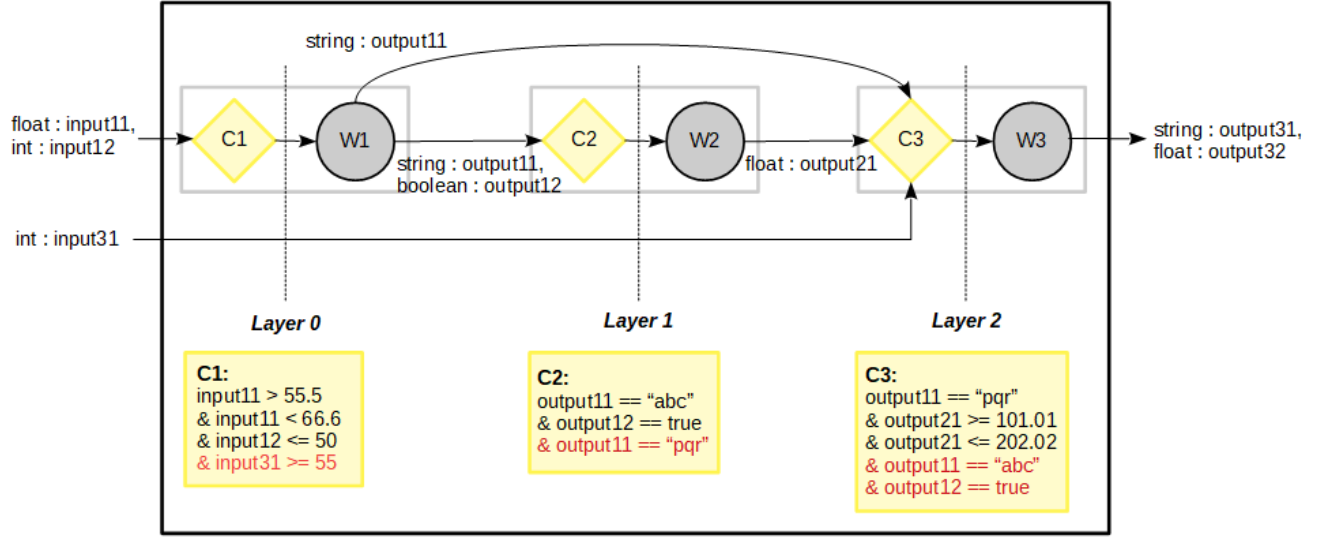 string : output11
float : input11,
int : input12
C1
W1
C2
W2
C3
W3
string : output11,
boolean : output12
float : output21
string : output31,
float : output32
int : input31
Layer 0
Layer 1
Layer 2
C1:
input11 > 55.5
& input11 < 66.6
& input12 <= 50
& input31 >= 55
C2:
output11 == “abc”
& output12 == true
& output11 == “pqr”
C3:
output11 == “pqr”
& output21 >= 101.01
& output21 <= 202.02
& output11 == “abc”
& output12 == true